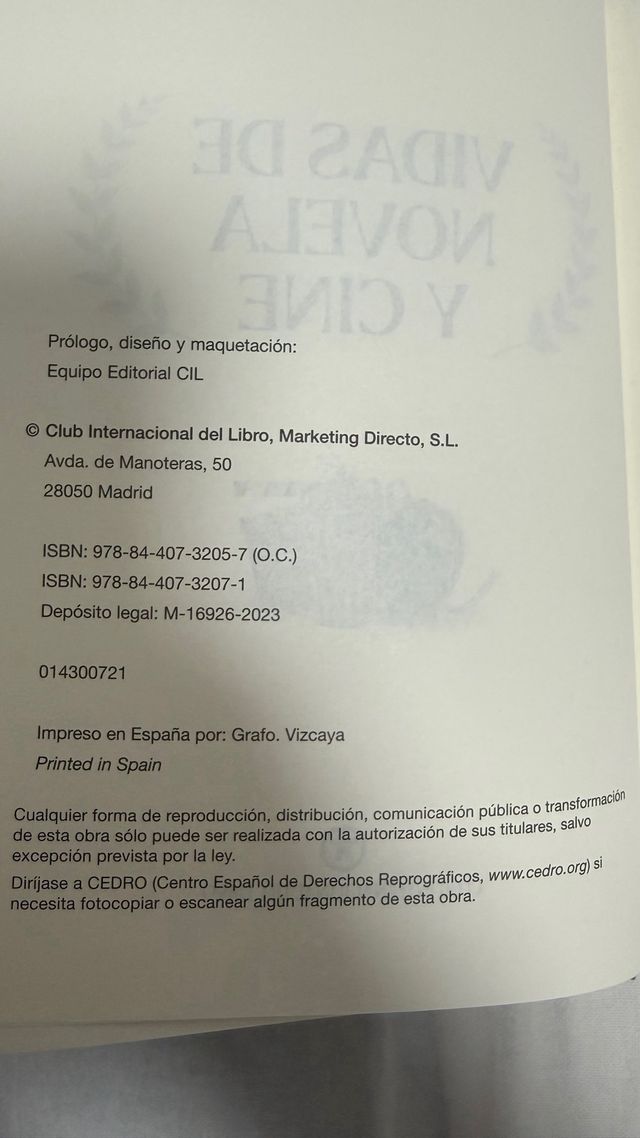 VIDAS DE
NOVELA
Y CINE
Prólogo, diseño y maquetación:
Equipo Editorial CIL
© Club Internacional del Libro, Marketing Directo, S.L.
Avda. de Manoteras, 50
28050 Madrid
ISBN: 978-84-407-3205-7 (O.C.)
ISBN: 978-84-407-3207-1
Depósito legal: M-16926-2023
014300721
Impreso en España por: Grafo. Vizcaya
Printed in Spain
Cualquier forma de reproducción, distribución, comunicación pública o transformación
de esta obra sólo puede ser realizada con la autorización de sus titulares, salvo
excepción prevista por la ley.
Diríjase a CEDRO (Centro Español de Derechos Reprográficos, www.cedro.org) si
necesita fotocopiar o escanear algún fragmento de esta obra.